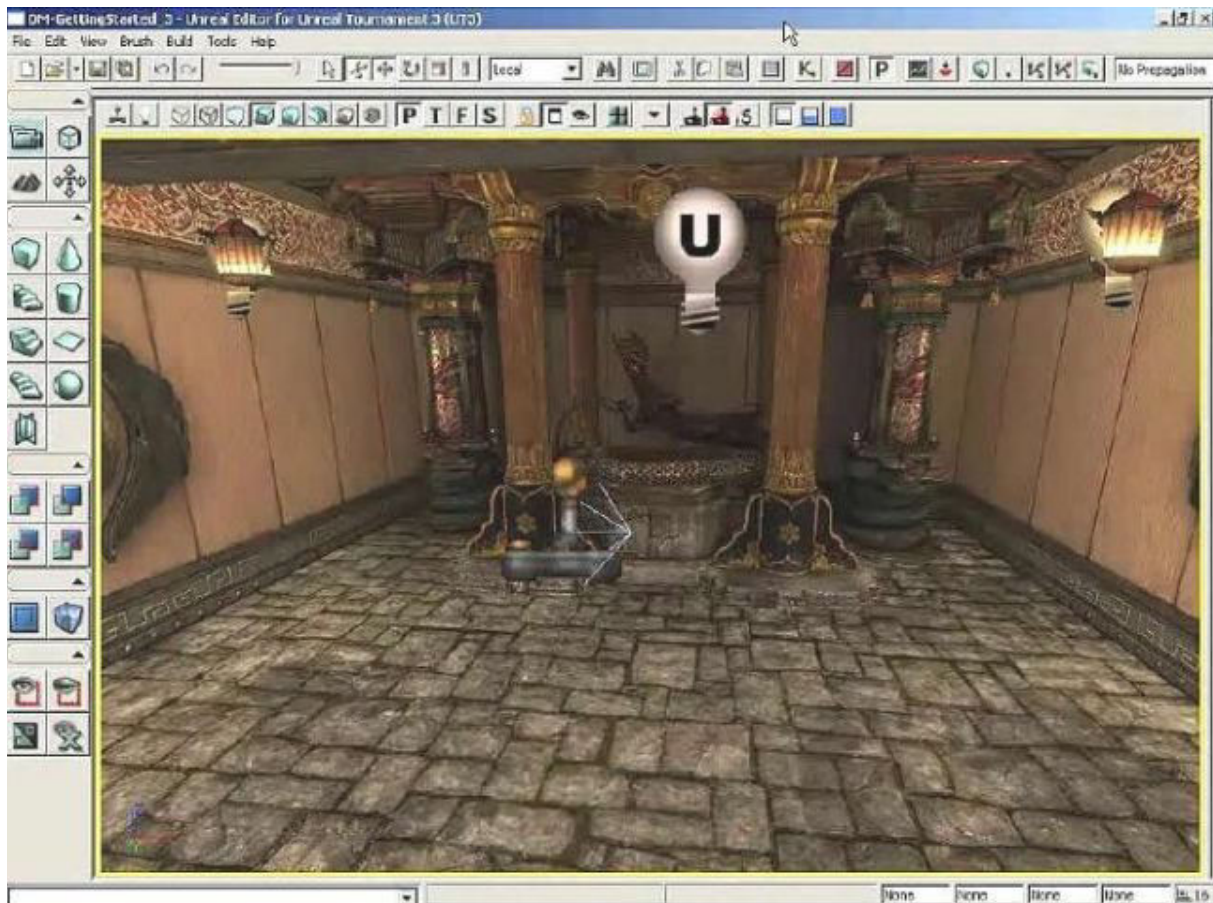 DM-GettingStarted_3 - Unreal Editor for Unreal Tournament 3 (UT3)
File Edit View Brush Build Tools Help
Local
K
P
No Propagation
P T F S
U
None None None None
16